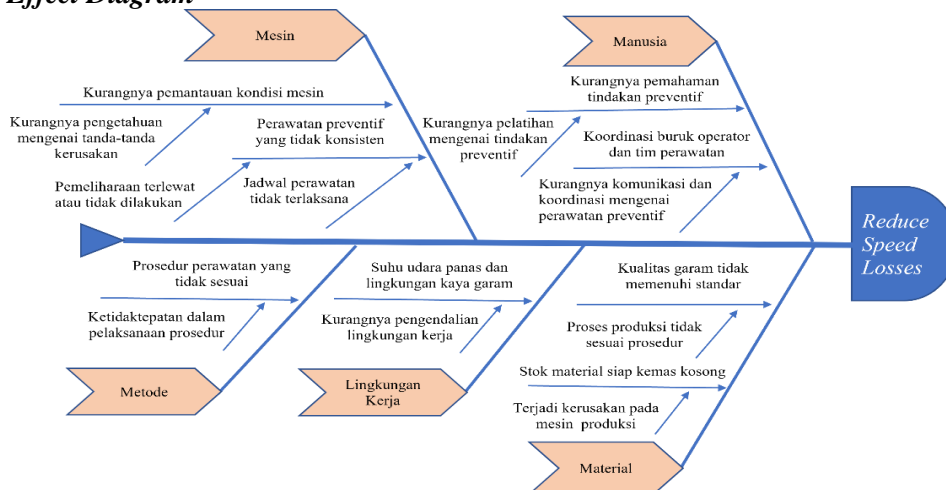 Effect Diagram
Mesin
Manusia
Kurangnya pemantauan kondisi mesin
Kurangnya pengetahuan
mengenai tanda-tanda
kerusakan
Perawatan preventif
yang tidak konsisten
Pemeliharaan terlewat
atau tidak dilakukan
Jadwal perawatan
tidak terlaksana
Kurangnya pemahaman
tindakan preventif
Kurangnya pelatihan
mengenai tindakan
preventif
Koordinasi buruk operator
dan tim perawatan
Kurangnya komunikasi dan
koordinasi mengenai
perawatan preventif
Reduce
Speed
Losses
Prosedur perawatan yang
tidak sesuai
Ketidaktepatan dalam
pelaksanaan prosedur
Suhu udara panas dan
lingkungan kaya garam
Kurangnya pengendalian
lingkungan kerja
Kualitas garam tidak
memenuhi standar
Proses produksi tidak
sesuai prosedur
Stok material siap kemas kosong
Terjadi kerusakan pada
mesin produksi
Metode
Lingkungan
Kerja
Material